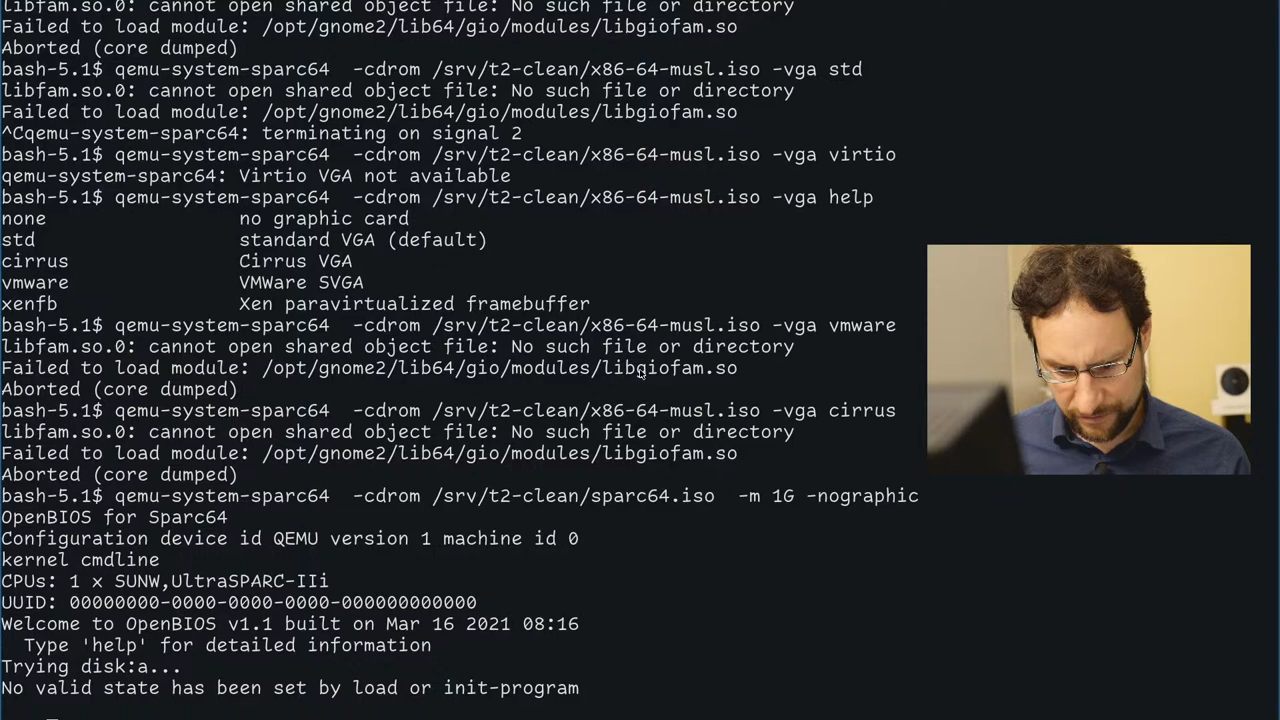 libfam.so.0: cannot open shared object file: No such file or directory
Failed to load module: /opt/gnome2/lib64/gio/modules/libgiofam.so
Aborted (core dumped)
bash-5.1$ qemu-system-sparc64  -cdrom /srv/t2-clean/x86-64-musl.iso -vga std
libfam.so.0: cannot open shared object file: No such file or directory
Failed to load module: /opt/gnome2/lib64/gio/modules/libgiofam.so
^Cqemu-system-sparc64: terminating on signal 2
bash-5.1$ qemu-system-sparc64  -cdrom /srv/t2-clean/x86-64-musl.iso -vga virtio
qemu-system-sparc64: Virtio VGA not available
bash-5.1$ qemu-system-sparc64  -cdrom /srv/t2-clean/x86-64-musl.iso -vga help
none                 no graphic card
std                  standard VGA (default)
cirrus               Cirrus VGA
vmware               VMWare SVGA
xenfb                Xen paravirtualized framebuffer
bash-5.1$ qemu-system-sparc64  -cdrom /srv/t2-clean/x86-64-musl.iso -vga vmware
libfam.so.0: cannot open shared object file: No such file or directory
Failed to load module: /opt/gnome2/lib64/gio/modules/libgiofam.so
Aborted (core dumped)
bash-5.1$ qemu-system-sparc64  -cdrom /srv/t2-clean/x86-64-musl.iso -vga cirrus
libfam.so.0: cannot open shared object file: No such file or directory
Failed to load module: /opt/gnome2/lib64/gio/modules/libgiofam.so
Aborted (core dumped)
bash-5.1$ qemu-system-sparc64  -cdrom /srv/t2-clean/sparc64.iso  -m 1G -nographic
OpenBIOS for Sparc64
Configuration device id QEMU version 1 machine id 0
kernel cmdline
CPUs: 1 x SUNW,UltraSPARC-IIi
UUID: 00000000-0000-0000-0000-000000000000
Welcome to OpenBIOS v1.1 built on Mar 16 2021 08:16
  Type 'help' for detailed information
Trying disk:a...
No valid state has been set by load or init-program